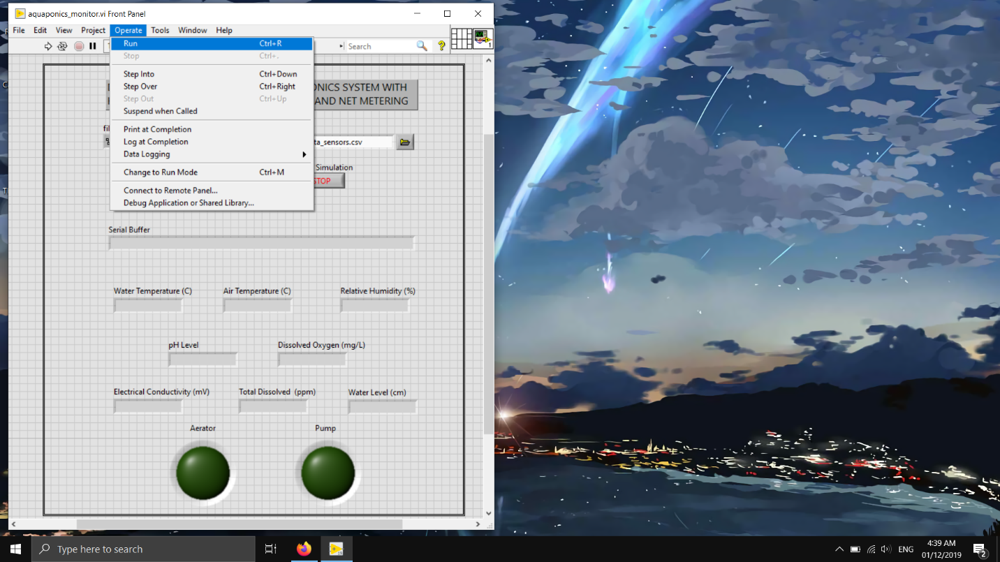 aquaponics_monitor.vi Front Panel
File Edit View Project Operate Tools Window Help
Search
?
1
Run Ctrl+R
Stop Ctrl+.
Step Into Ctrl+Down
Step Over Ctrl+Right
Step Out Ctrl+Up
Suspend when Called
Print at Completion
Log at Completion
Data Logging
Change to Run Mode Ctrl+M
Connect to Remote Panel...
Debug Application or Shared Library...
ONICS SYSTEM WITH
AND NET METERING
ta_sensors.csv
Simulation
STOP
Serial Buffer
Water Temperature (C) Air Temperature (C) Relative Humidity (%)
pH Level Dissolved Oxygen (mg/L)
Electrical Conductivity (mV) Total Dissolved (ppm) Water Level (cm)
Aerator Pump
Type here to search
ENG
4:39 AM
01/12/2019
2